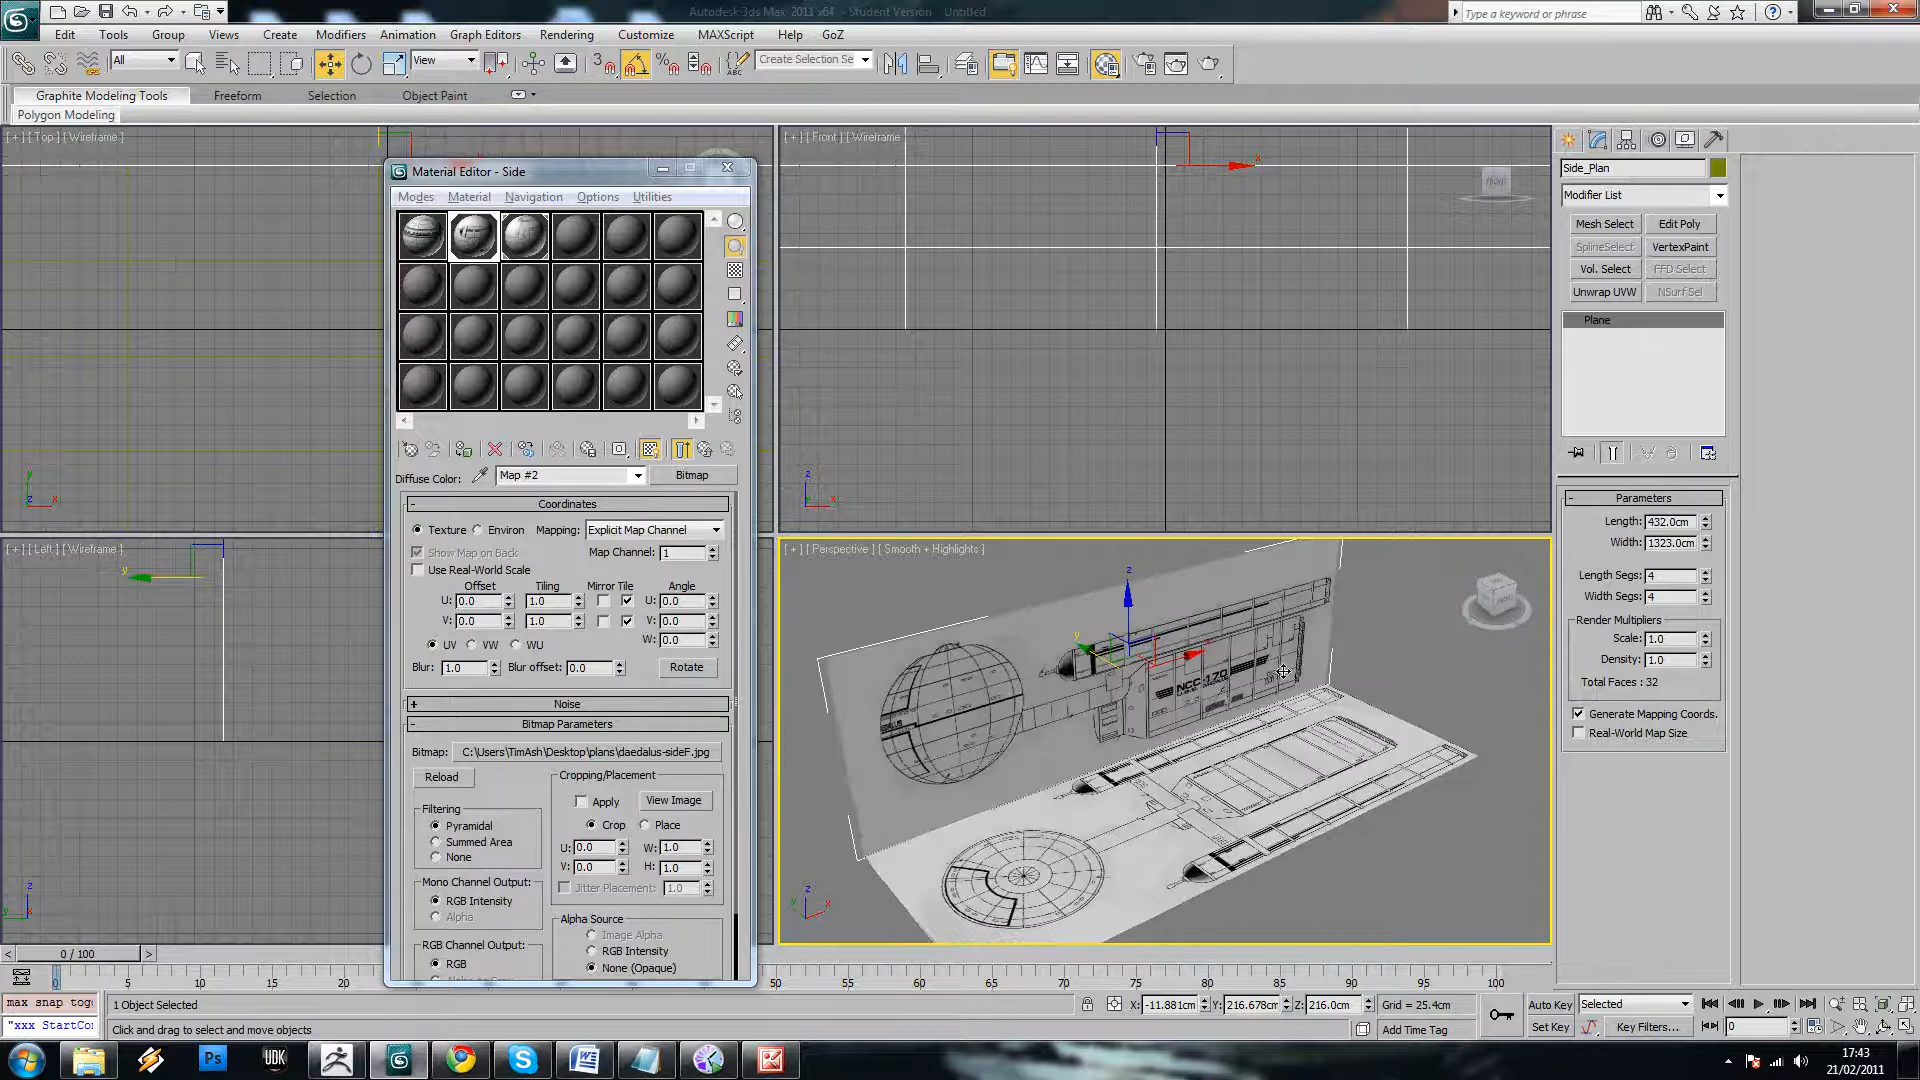 Autodesk 3ds Max 2011 x64 - Student Version Untitled
Type a keyword or phrase
Edit Tools Group Views Create Modifiers Animation Graph Editors Rendering Customize MAXScript Help GoZ
All View 3 Create Selection Se
Graphite Modeling Tools Freeform Selection Object Paint
Polygon Modeling
[ + ] [ Top ] [ Wireframe ]
[ + ] [ Front ] [ Wireframe
FRONT
x
Material Editor - Side
Modes Material Navigation Options Utilities
Diffuse Color: Map #2 Bitmap
Coordinates
Texture Environ Mapping: Explicit Map Channel
Show Map on Back Map Channel: 1
Use Real-World Scale
Offset Tiling Mirror Tile Angle
U: 0.0 1.0 U: 0.0
V: 0.0 1.0 V: 0.0
W: 0.0
UV VW WU
Blur: 1.0 Blur offset: 0.0 Rotate
Noise
Bitmap Parameters
Bitmap: C:\Users\TimAsh\Desktop\plans\daedalus-sideF.jpg
Reload
Cropping/Placement
Apply View Image
Crop Place
U: 0.0 W: 1.0
V: 0.0 H: 1.0
Jitter Placement: 1.0
Filtering
Pyramidal
Summed Area
None
Mono Channel Output:
RGB Intensity
Alpha
RGB Channel Output:
RGB
Alpha Source
Image Alpha
RGB Intensity
None (Opaque)
[ + ] [ Left ] [ Wireframe ]
[ + ] [ Perspective ] [ Smooth + Highlights ]
NCC-170
Side_Plan
Modifier List
Mesh Select Edit Poly
SplineSelect VertexPaint
Vol. Select FFD Select
Unwrap UVW NSurf Sel
Plane
Parameters
Length: 432.0cm
Width: 1323.0cm
Length Segs: 4
Width Segs: 4
Render Multipliers
Scale: 1.0
Density: 1.0
Total Faces : 32
Generate Mapping Coords.
Real-World Map Size
0 / 100
0 5 10 15 20 50 55 60 65 70 75 80 85 90 95 100
max snap togg
"xxx StartCor
1 Object Selected
X: -11.881cm Y: 216.678cm Z: 216.0cm Grid = 25.4cm
Auto Key Selected
Click and drag to select and move objects
Add Time Tag
Set Key Key Filters... 0
Ps UDK
17:43
21/02/2011